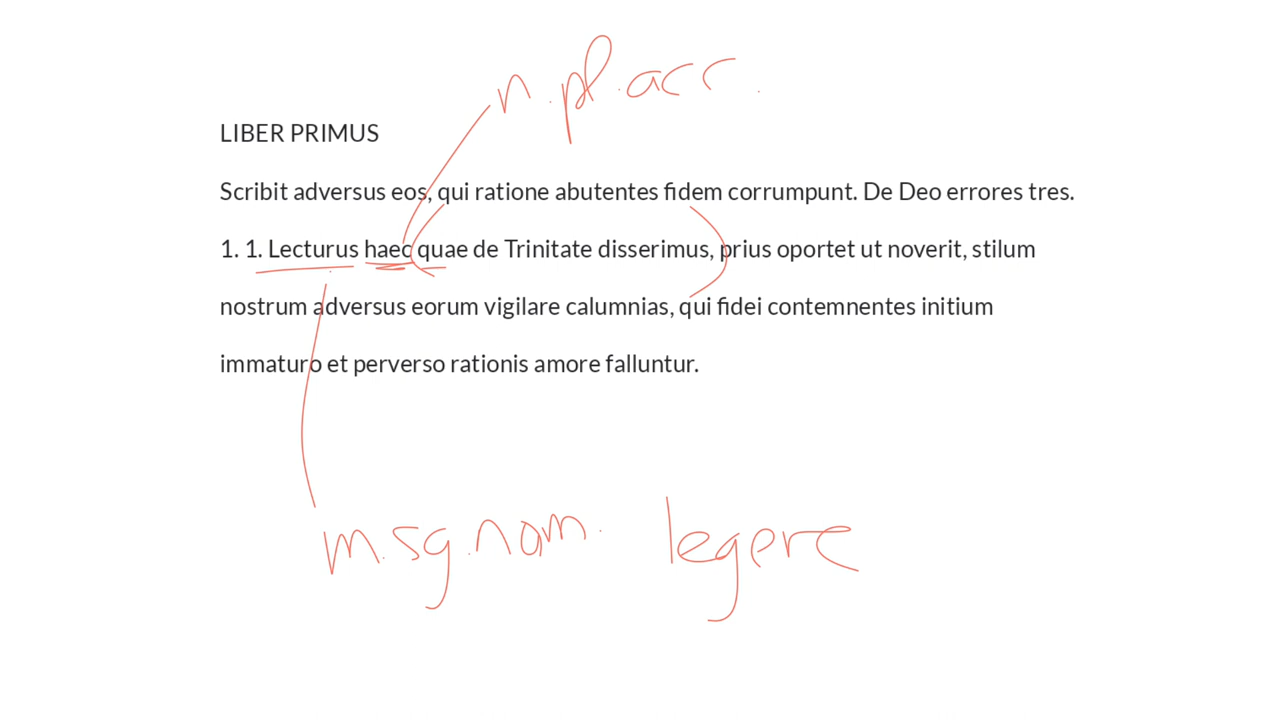 n.pl.acc.
LIBER PRIMUS
Scribit adversus eos, qui ratione abutentes fidem corrumpunt. De Deo errores tres.
1. 1. Lecturus haec quae de Trinitate disserimus, prius oportet ut noverit, stilum
nostrum adversus eorum vigilare calumnias, qui fidei contemnentes initium
immaturo et perverso rationis amore falluntur.
m.sg.nom. legere